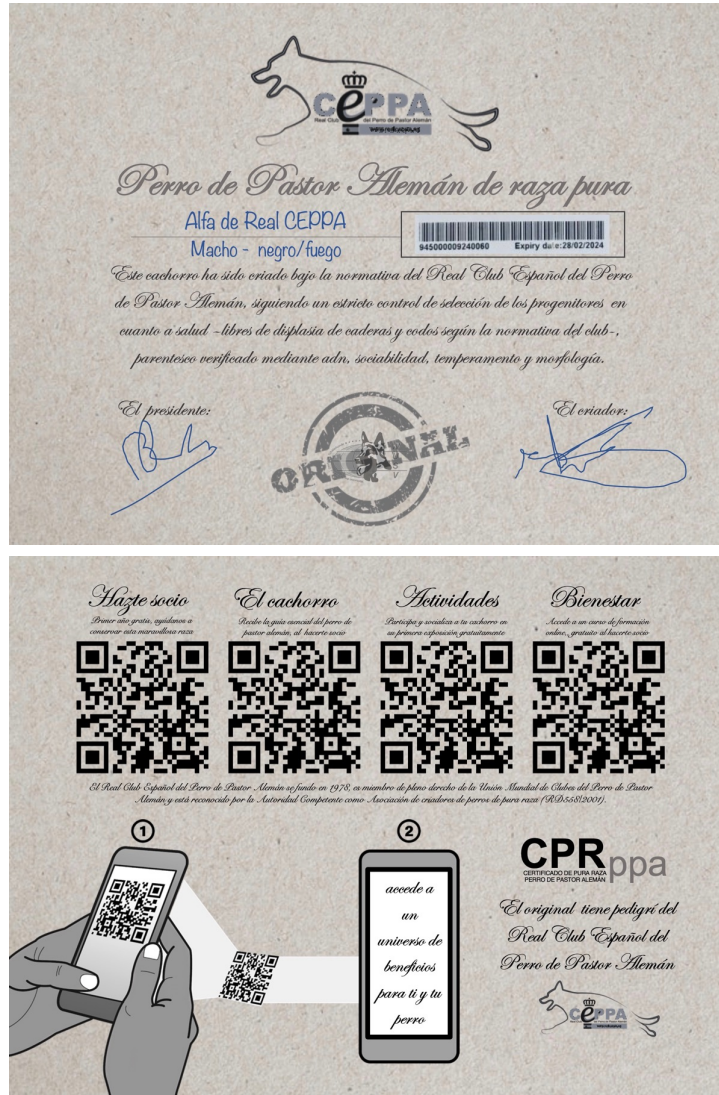 CEPPA
Real Club del Perro de Pastor Alemán
www.realceppa.es
Perro de Pastor Alemán de raza pura
Alfa de Real CEPPA
Macho - negro/fuego
945000009240060 Expiry date:28/02/2024
Este cachorro ha sido criado bajo la normativa del Real Club Español del Perro
de Pastor Alemán, siguiendo un estricto control de selección de los progenitores en
cuanto a salud -libres de displasia de caderas y codos según la normativa del club-,
parentesco verificado mediante adn, sociabilidad, temperamento y morfología.
El presidente: El criador:
ORIGINAL
Hazte socio
Primer año gratis, ayúdanos a
conservar esta maravillosa raza
El cachorro
Recibe la guía esencial del perro de
pastor alemán, al hacerte socio
Actividades
Participa y socializa a tu cachorro en
su primera exposición gratuitamente
Bienestar
Accede a un curso de formación
online, gratuito al hacerte socio
El Real Club Español del Perro de Pastor Alemán se fundo en 1978, es miembro de pleno derecho de la Unión Mundial de Clubes del Perro de Pastor
Alemán y está reconocido por la Autoridad Competente como Asociación de criadores de perros de pura raza (RD558/2001).
1
2
accede a
un
universo de
beneficios
para ti y tu
perro
CPRppa
CERTIFICADO DE PURA RAZA
PERRO DE PASTOR ALEMÁN
El original tiene pedigrí del
Real Club Español del
Perro de Pastor Alemán
CEPPA